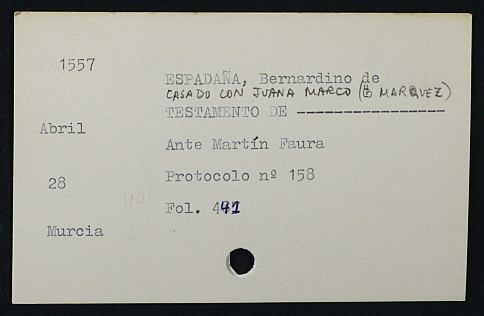 1557
ESPADAÑA, Bernardino de
CASADO CON JUANA MARCO (Ó MARQUEZ)
TESTAMENTO DE ----------------
Abril
Ante Martín Faura
28
Protocolo nº 158
Fol. 441
Murcia